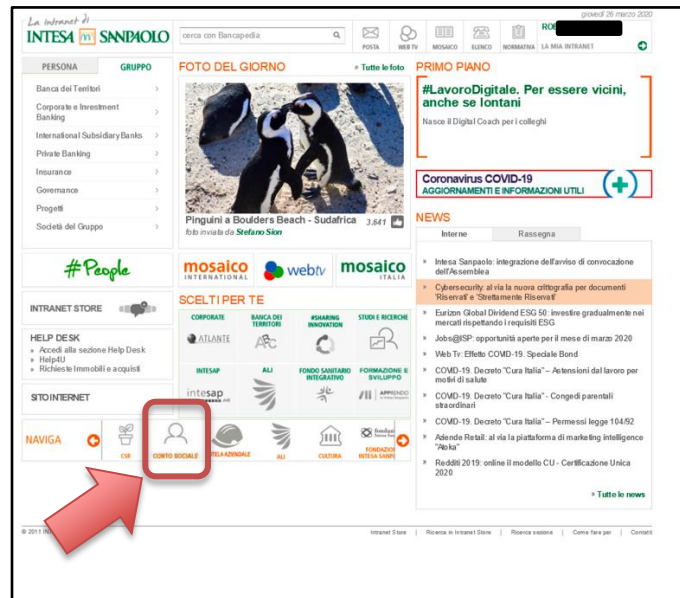 La intranet di
INTESA SANPAOLO
cerca con Bancapedia
POSTA
WEB TV
MOSAICO
ELENCO
NORMATIVA
giovedì 26 marzo 2020
LA MIA INTRANET
PERSONA
GRUPPO
Banca dei Territori
Corporate e Investment
Banking
International Subsidiary Banks
Private Banking
Insurance
Governance
Progetti
Società del Gruppo
#People
INTRANET STORE
HELP DESK
» Accedi alla sezione Help Desk
» Help4U
» Richieste Immobili e acquisti
SITO INTERNET
FOTO DEL GIORNO
» Tutte le foto
Pinguini a Boulders Beach - Sudafrica
3.641
foto inviata da Stefano Sion
mosaico
INTERNATIONAL
webtv
mosaico
ITALIA
SCELTI PER TE
CORPORATE
BANCA DEI
TERRITORI
#SHARING
INNOVATION
STUDI E RICERCHE
ATLANTE
ABC
INTESAP
ALI
FONDO SANITARIO
INTEGRATIVO
FORMAZIONE E
SVILUPPO
intesap
APPRENDO
PRIMO PIANO
#LavoroDigitale. Per essere vicini,
anche se lontani
Nasce il Digital Coach per i colleghi
Coronavirus COVID-19
AGGIORNAMENTI E INFORMAZIONI UTILI
NEWS
Interne
Rassegna
» Intesa Sanpaolo: integrazione dell'avviso di convocazione
dell'Assemblea
» Cybersecurity: al via la nuova crittografia per documenti
'Riservati' e 'Strettamente Riservati'
» Eurizon Global Dividend ESG 50: investire gradualmente nei
mercati rispettando i requisiti ESG
» Jobs@ISP: opportunità aperte per il mese di marzo 2020
» Web Tv: Effetto COVID-19. Speciale Bond
» COVID-19. Decreto "Cura Italia" – Astensioni dal lavoro per
motivi di salute
» COVID-19. Decreto "Cura Italia" - Congedi parentali
straordinari
» COVID-19. Decreto "Cura Italia" – Permessi legge 104/92
» Aziende Retail: al via la piattaforma di marketing intelligence
"Atoka"
» Redditi 2019: online il modello CU - Certificazione Unica
2020
» Tutte le news
NAVIGA
CSR
CONTO SOCIALE
AZIENDALE
ALI
CULTURA
FONDAZIO
INTESA SANP
© 2011
Intranet Store | Ricerca in Intranet Store | Ricerca sezione | Come fare per | Contatti